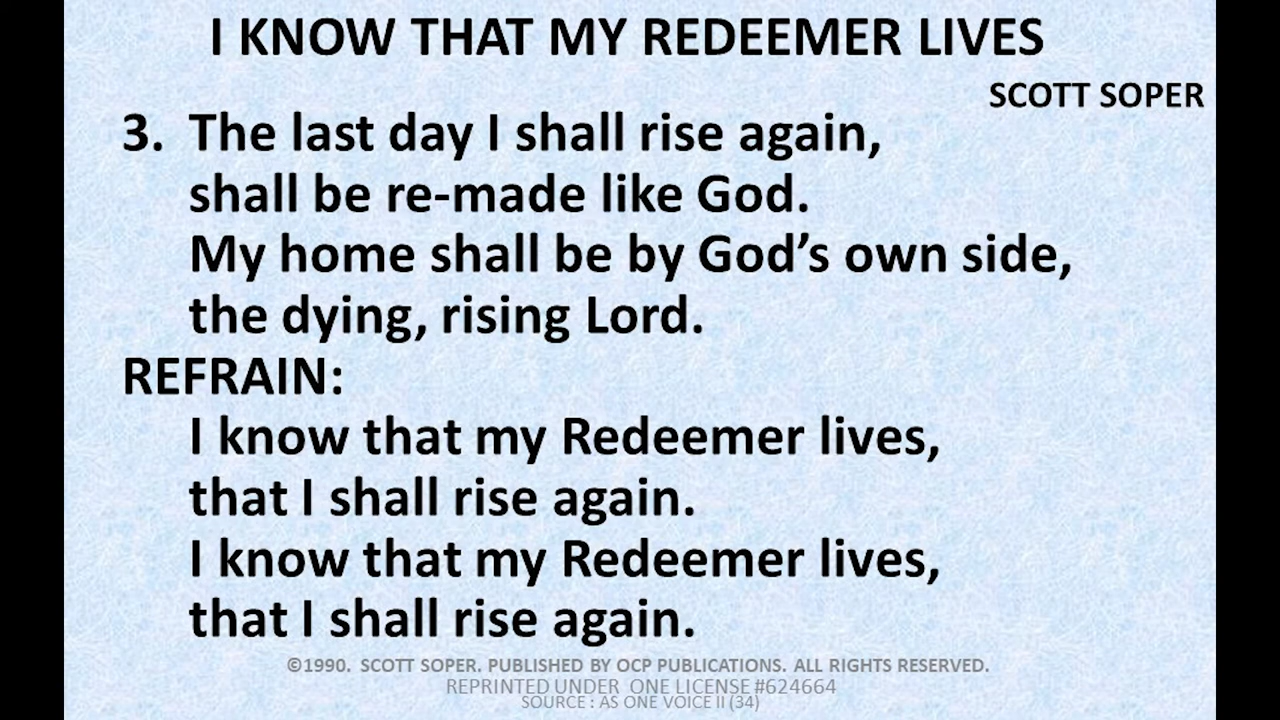 I KNOW THAT MY REDEEMER LIVES
SCOTT SOPER
3. The last day I shall rise again,
shall be re-made like God.
My home shall be by God’s own side,
the dying, rising Lord.
REFRAIN:
I know that my Redeemer lives,
that I shall rise again.
I know that my Redeemer lives,
that I shall rise again.
©1990. SCOTT SOPER. PUBLISHED BY OCP PUBLICATIONS. ALL RIGHTS RESERVED.
REPRINTED UNDER ONE LICENSE #624664
SOURCE : AS ONE VOICE II (34)